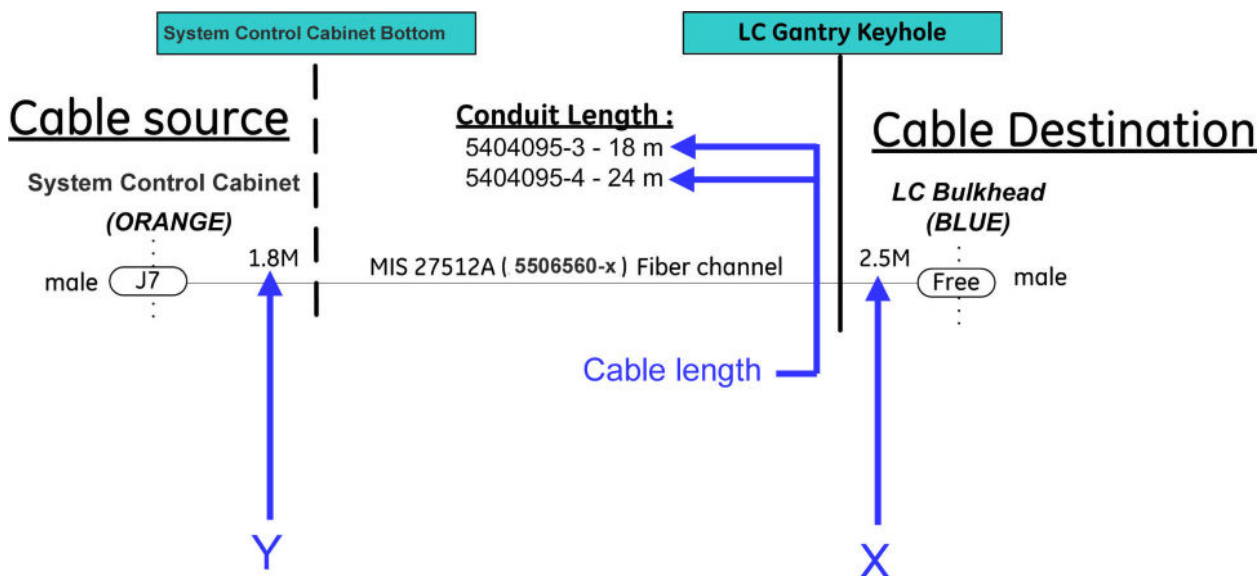 System Control Cabinet Bottom
LC Gantry Keyhole
Cable source
Conduit Length :
5404095-3 - 18 m
5404095-4 - 24 m
Cable Destination
System Control Cabinet
(ORANGE)
LC Bulkhead
(BLUE)
male
J7
1.8M
MIS 27512A ( 5506560-x ) Fiber channel
2.5M
Free
male
Cable length
Y
X